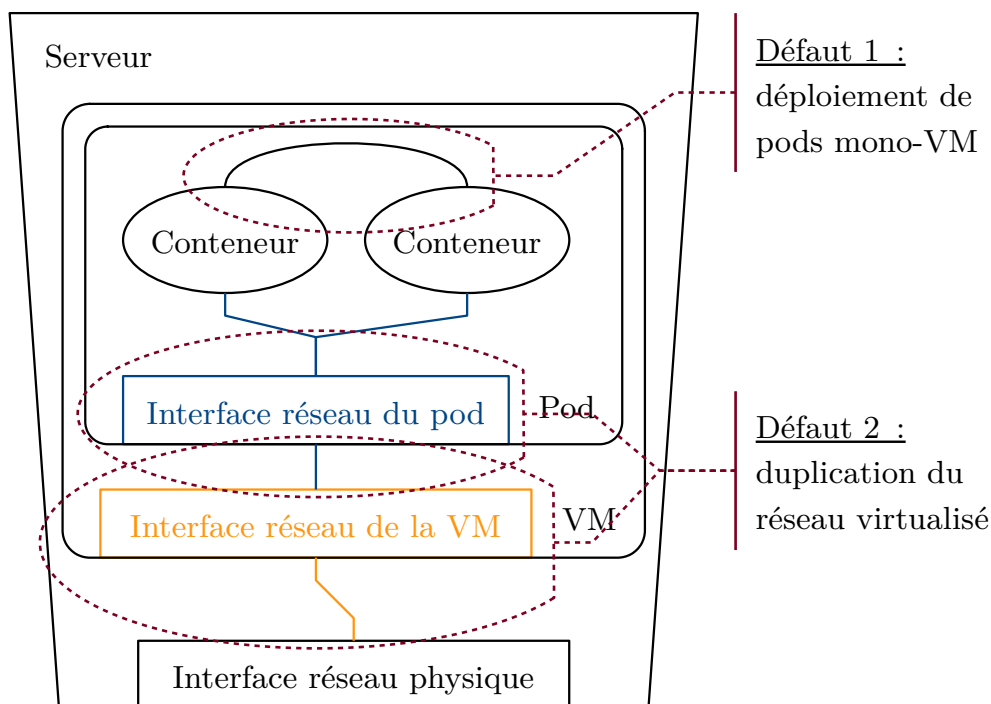 Serveur
Défaut 1 :
déploiement de
pods mono-VM
Conteneur
Conteneur
Interface réseau du pod
Pod
Défaut 2 :
duplication du
réseau virtualisé
Interface réseau de la VM
VM
Interface réseau physique